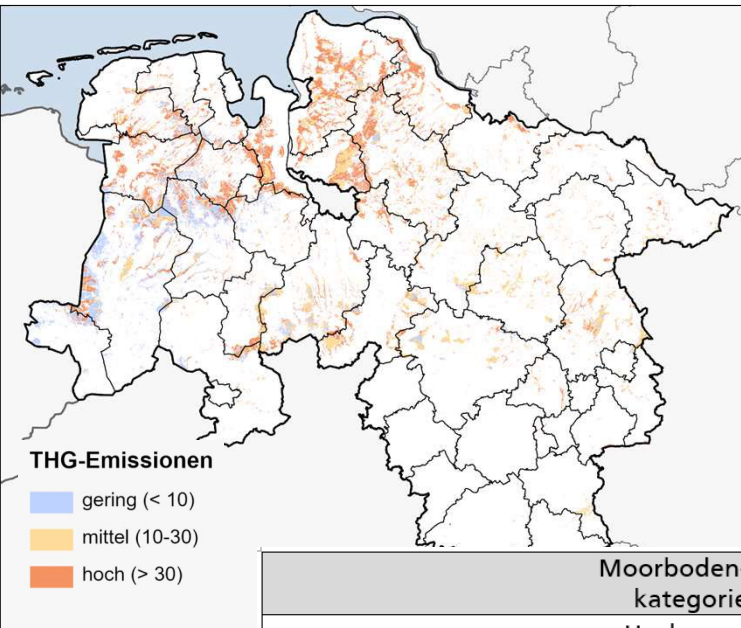 THG-Emissionen
gering (< 10)
mittel (10-30)
hoch (> 30)
Moorboden-
kategorie